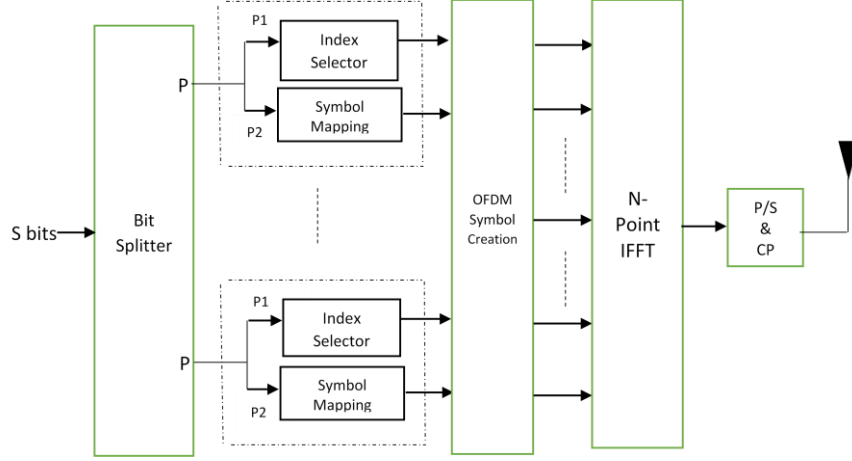 S bits
Bit
Splitter
P
P1
Index
Selector
P2
Symbol
Mapping
P
P1
Index
Selector
P2
Symbol
Mapping
OFDM
Symbol
Creation
N-
Point
IFFT
P/S
&
CP